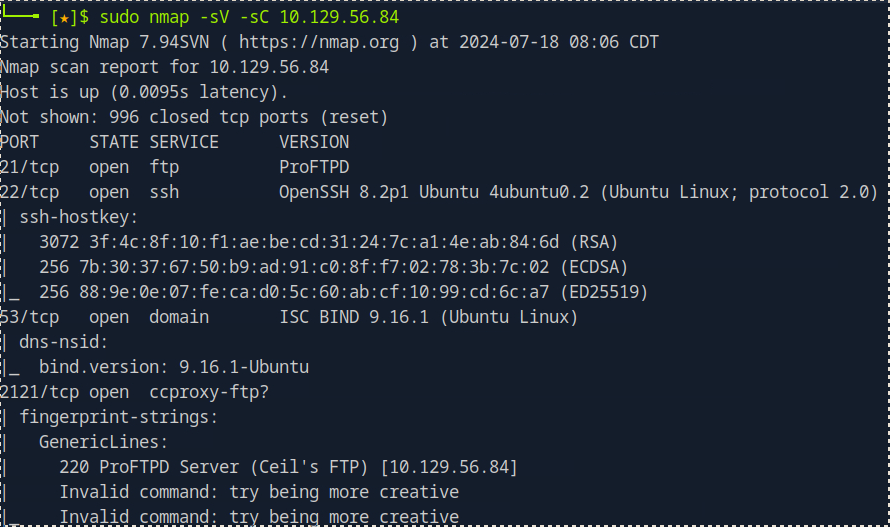 [★]$ sudo nmap -sV -sC 10.129.56.84
Starting Nmap 7.94SVN ( https://nmap.org ) at 2024-07-18 08:06 CDT
Nmap scan report for 10.129.56.84
Host is up (0.0095s latency).
Not shown: 996 closed tcp ports (reset)
PORT     STATE SERVICE      VERSION
21/tcp   open  ftp          ProFTPD
22/tcp   open  ssh          OpenSSH 8.2p1 Ubuntu 4ubuntu0.2 (Ubuntu Linux; protocol 2.0)
| ssh-hostkey:
|   3072 3f:4c:8f:10:f1:ae:be:cd:31:24:7c:a1:4e:ab:84:6d (RSA)
|   256 7b:30:37:67:50:b9:ad:91:c0:8f:f7:02:78:3b:7c:02 (ECDSA)
|_  256 88:9e:0e:07:fe:ca:d0:5c:60:ab:cf:10:99:cd:6c:a7 (ED25519)
53/tcp   open  domain       ISC BIND 9.16.1 (Ubuntu Linux)
| dns-nsid:
|_  bind.version: 9.16.1-Ubuntu
2121/tcp open  ccproxy-ftp?
| fingerprint-strings:
|   GenericLines:
|     220 ProFTPD Server (Ceil's FTP) [10.129.56.84]
|     Invalid command: try being more creative
|_    Invalid command: try being more creative